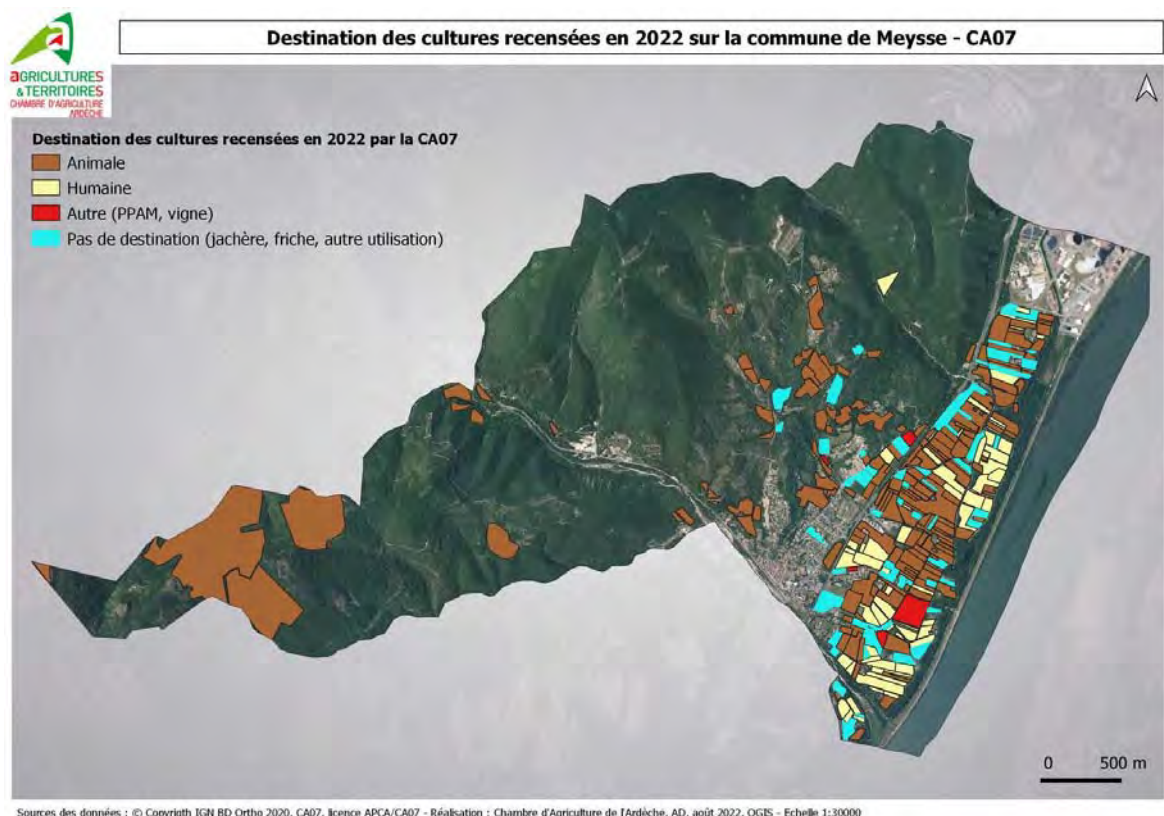 Destination des cultures recensées en 2022 sur la commune de Meysse - CA07
aGRICULTURES
&TERRITOIRES
CHAMBRE D'AGRICULTURE
ARDÈCHE
Destination des cultures recensées en 2022 par la CA07
Animale
Humaine
Autre (PPAM, vigne)
Pas de destination (jachère, friche, autre utilisation)
0 500 m
Sources des données : © Copyrigth IGN BD Ortho 2020, CA07, licence APCA/CA07 - Réalisation : Chambre d'Agriculture de l'Ardèche, AD, août 2022, QGIS - Echelle 1:30000